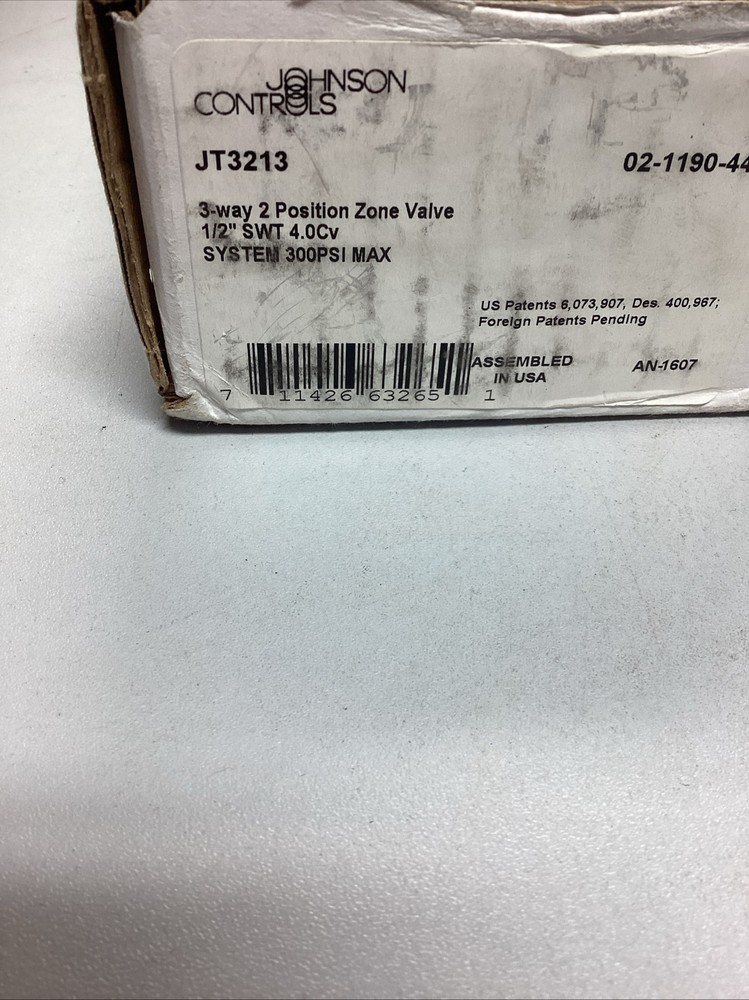 JOHNSON
CONTROLS
JT3213
02-1190-44
3-way 2 Position Zone Valve
1/2" SWT 4.0Cv
SYSTEM 300PSI MAX
US Patents 6,073,907, Des. 400,967;
Foreign Patents Pending
ASSEMBLED
IN USA
AN-1607
7 11426 63265 1